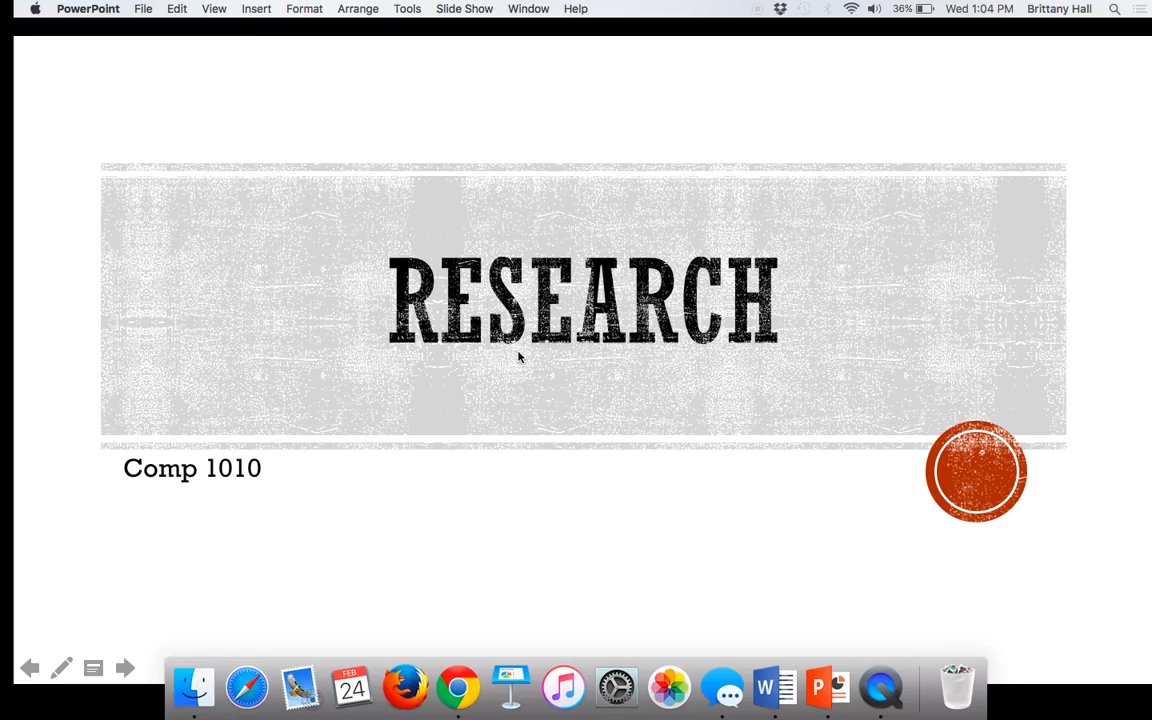 PowerPoint File Edit View Insert Format Arrange Tools Slide Show Window Help 36% Wed 1:04 PM Brittany Hall
RESEARCH
Comp 1010
FEB
24
W
P